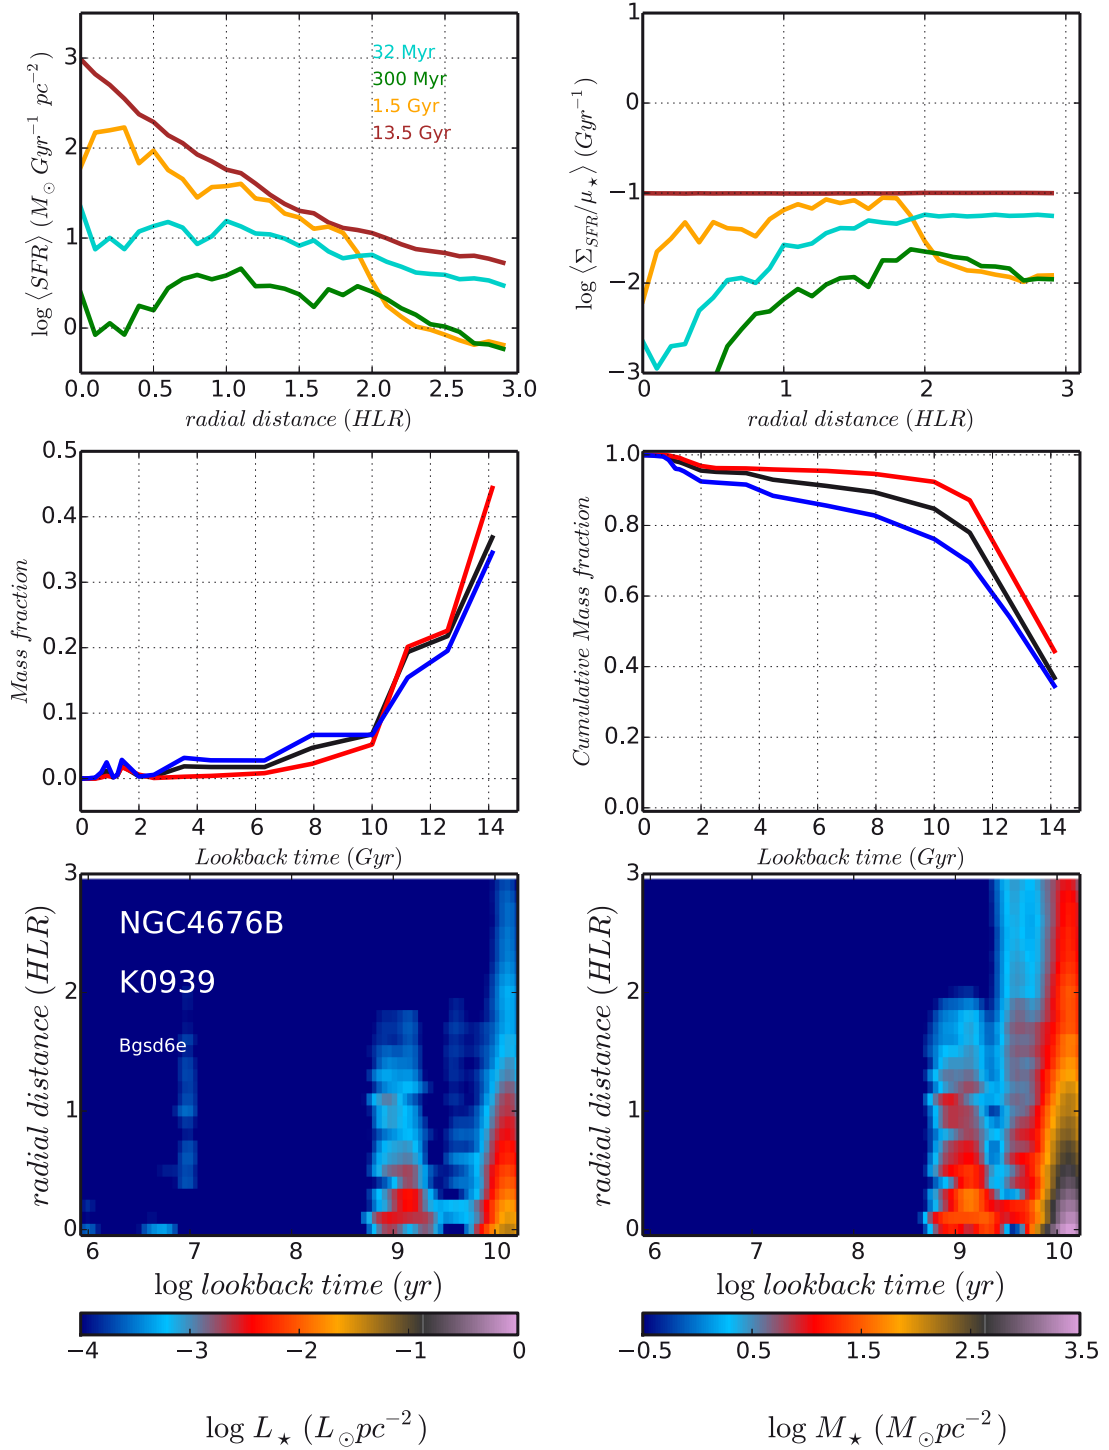 log ⟨SFR⟩ (M⊙ Gyr⁻¹ pc⁻²)
3
2
1
0
32 Myr
300 Myr
1.5 Gyr
13.5 Gyr
0.0 0.5 1.0 1.5 2.0 2.5 3.0
radial distance (HLR)
log ⟨Σ_SFR/μ⋆⟩ (Gyr⁻¹)
1
0
−1
−2
−3
0 1 2 3
radial distance (HLR)
Mass fraction
0.5
0.4
0.3
0.2
0.1
0.0
0 2 4 6 8 10 12 14
Lookback time (Gyr)
Cumulative Mass fraction
1.0
0.8
0.6
0.4
0.2
0.0
0 2 4 6 8 10 12 14
Lookback time (Gyr)
radial distance (HLR)
3
2
1
0
NGC4676B
K0939
Bgsd6e
6 7 8 9 10
log lookback time (yr)
−4 −3 −2 −1 0
log L⋆ (L⊙pc⁻²)
radial distance (HLR)
3
2
1
0
6 7 8 9 10
log lookback time (yr)
−0.5 0.5 1.5 2.5 3.5
log M⋆ (M⊙pc⁻²)